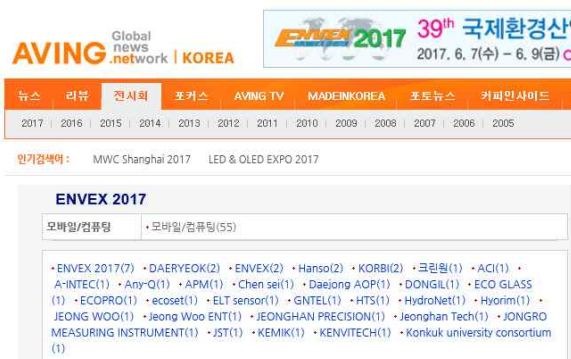 AVING Global news .network | KOREA
ENVEX 2017 39th 국제환경산
2017. 6. 7(수) – 6. 9(금)
뉴스 리뷰 전시회 포커스 AVING TV MADEINKOREA 포토뉴스 커피인사이드
2017 | 2016 | 2015 | 2014 | 2013 | 2012 | 2011 | 2010 | 2009 | 2008 | 2007 | 2006 | 2005
인기검색어 : MWC Shanghai 2017 LED & OLED EXPO 2017
ENVEX 2017
모바일/컴퓨팅 • 모바일/컴퓨팅(55)
• ENVEX 2017(7) • DAERYEOK(2) • ENVEX(2) • Hanso(2) • KORBI(2) • 크린원(1) • ACI(1) •
A-INTEC(1) • Any-Q(1) • APM(1) • Chen sei(1) • Daejong AOP(1) • DONGIL(1) • ECO GLASS
(1) • ECOPRO(1) • ecoset(1) • ELT sensor(1) • GNTEL(1) • HTS(1) • HydroNet(1) • Hyorim(1) •
JEONG WOO(1) • Jeong Woo ENT(1) • JEONGHAN PRECISION(1) • Jeonghan Tech(1) • JONGRO
MEASURING INSTRUMENT(1) • JST(1) • KEMIK(1) • KENVITECH(1) • Konkuk university consortium
(1)